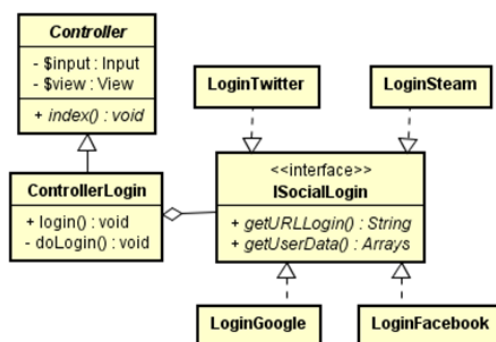 Controller
- $input : Input
- $view : View
+ index() : void
LoginTwitter
LoginSteam
ControllerLogin
+ login() : void
- doLogin() : void
<<interface>>
ISocialLogin
+ getURLLogin() : String
+ getUserData() : Arrays
LoginGoogle
LoginFacebook